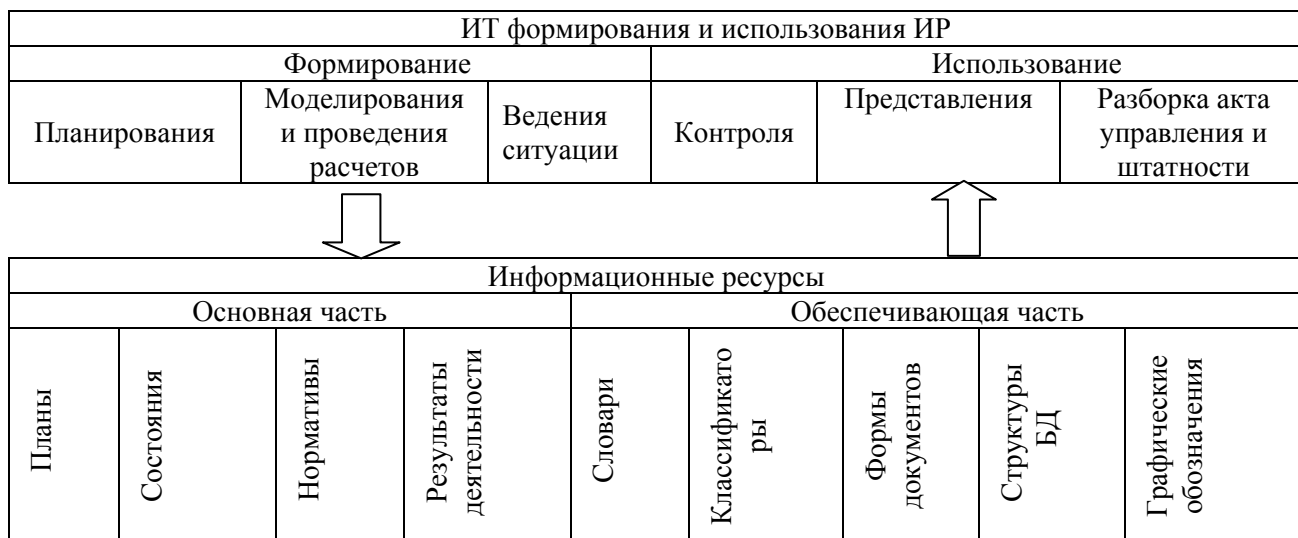 ИТ формирования и использования ИР
Формирование
Использование
Планирования
Моделирования
и проведения
расчетов
Ведения
ситуации
Контроля
Представления
Разборка акта
управления и
штатности
Информационные ресурсы
Основная часть
Обеспечивающая часть
Планы
Состояния
Нормативы
Результаты
деятельности
Словари
Классификато
ры
Формы
документов
Структуры
БД
Графические
обозначения